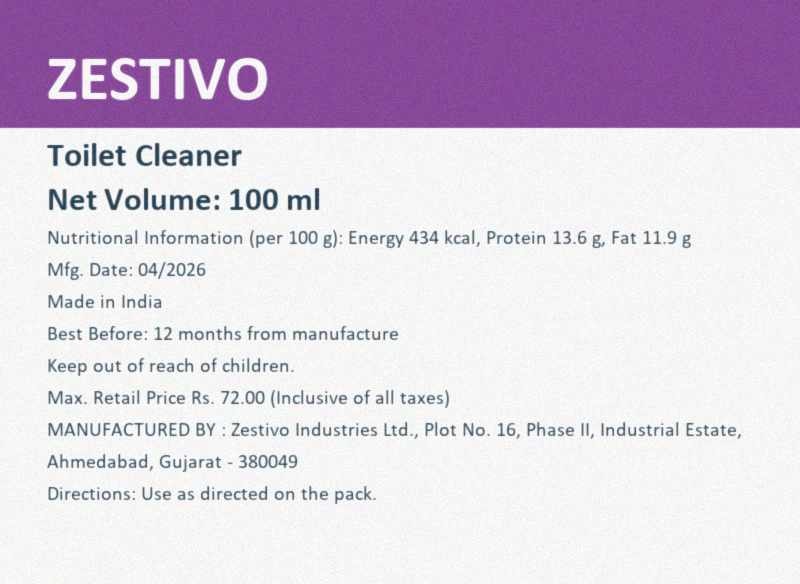 ZESTIVO
Toilet Cleaner
Net Volume: 100 ml
Nutritional Information (per 100 g): Energy 434 kcal, Protein 13.6 g, Fat 11.9 g
Mfg. Date: 04/2026
Made in India
Best Before: 12 months from manufacture
Keep out of reach of children.
Max. Retail Price Rs. 72.00 (Inclusive of all taxes)
MANUFACTURED BY : Zestivo Industries Ltd., Plot No. 16, Phase II, Industrial Estate,
Ahmedabad, Gujarat - 380049
Directions: Use as directed on the pack.